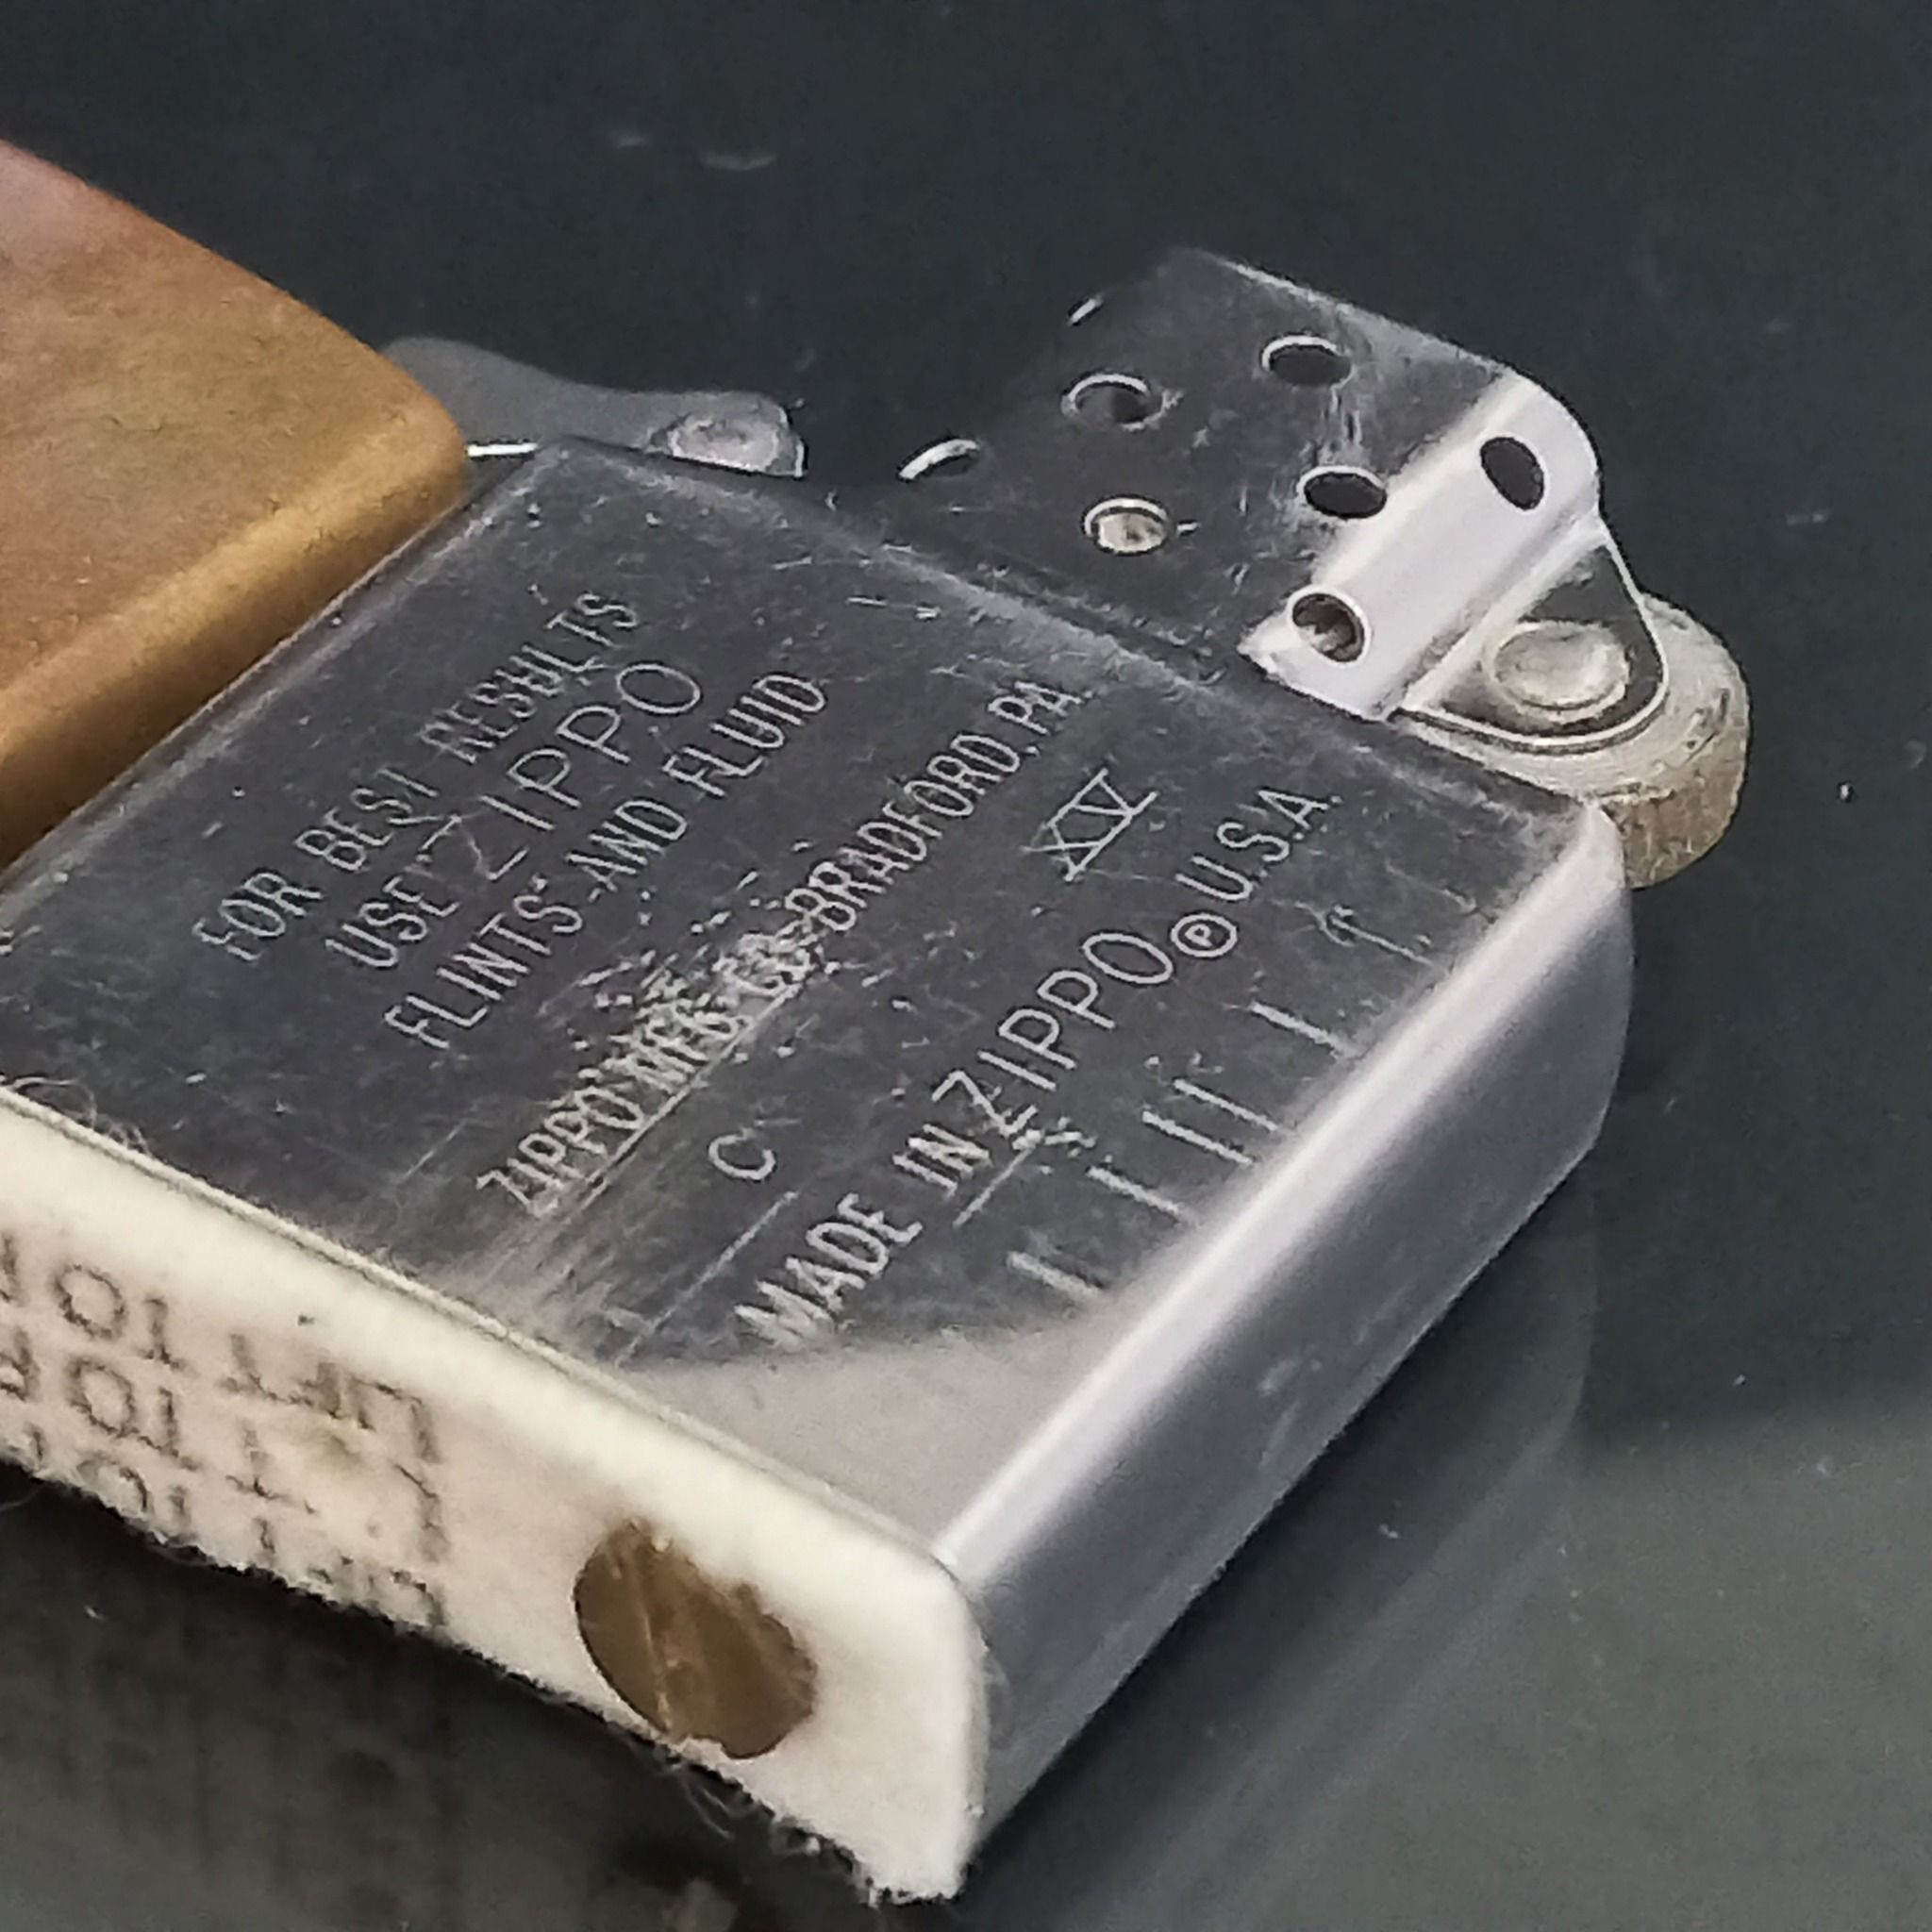 FOR BEST RESULTS
USE ZIPPO
FLINTS AND FLUID
ZIPPO MFG. CO. BRADFORD, PA.
C XV
MADE IN ZIPPO ® U.S.A.
LIFT TO